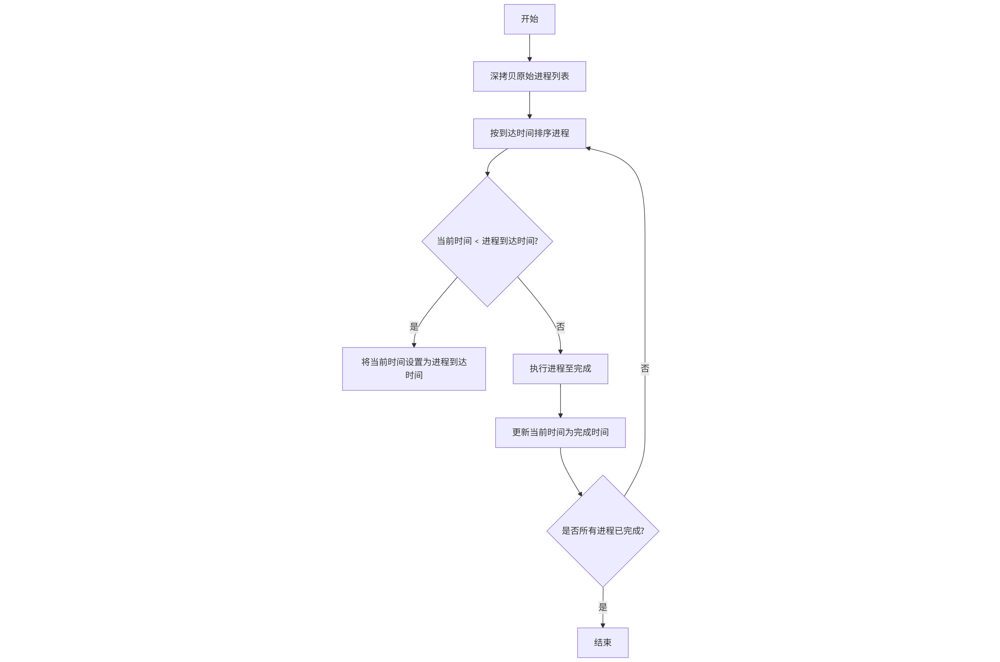 开始
深拷贝原始进程列表
按到达时间排序进程
当前时间 < 进程到达时间?
是
否
将当前时间设置为进程到达
时间
执行进程至完成
否
更新当前时间为完成时间
是否所有进程已完成?
是
结束